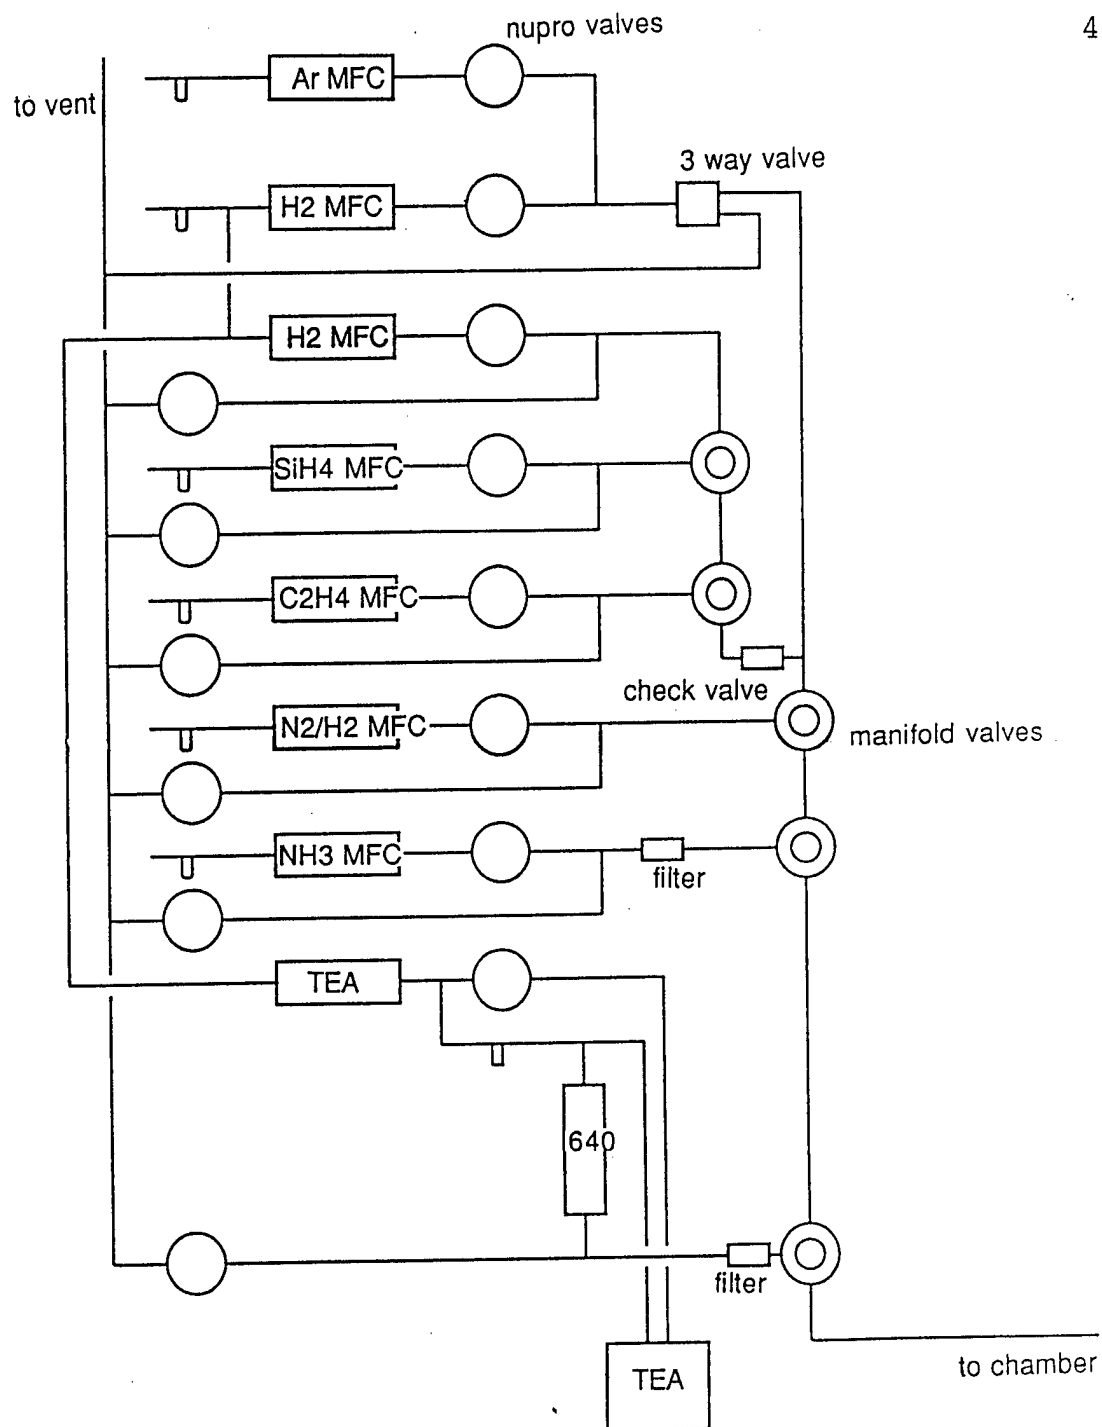 4
nupro valves
to vent
Ar MFC
3 way valve
H2 MFC
H2 MFC
SiH4 MFC
C2H4 MFC
check valve
N2/H2 MFC
manifold valves
NH3 MFC
filter
TEA
640
filter
to chamber
TEA